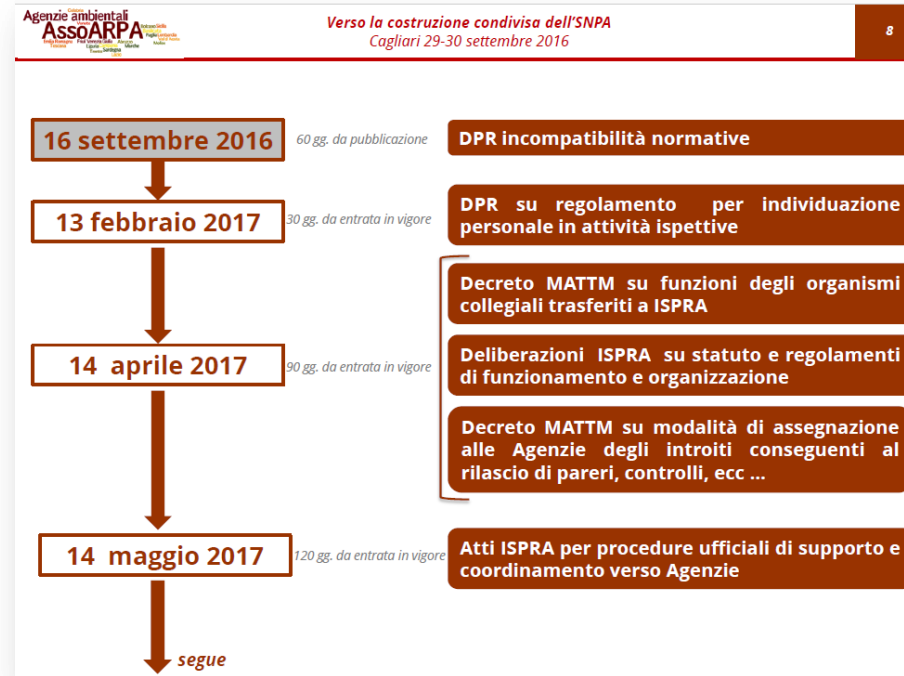 Agenzie ambientali
AssoARPA
Verso la costruzione condivisa dell'SNPA
Cagliari 29-30 settembre 2016
8
16 settembre 2016
60 gg. da pubblicazione
DPR incompatibilità normative
13 febbraio 2017
30 gg. da entrata in vigore
DPR su regolamento per individuazione
personale in attività ispettive
Decreto MATTM su funzioni degli organismi
collegiali trasferiti a ISPRA
14 aprile 2017
90 gg. da entrata in vigore
Deliberazioni ISPRA su statuto e regolamenti
di funzionamento e organizzazione
Decreto MATTM su modalità di assegnazione
alle Agenzie degli introiti conseguenti al
rilascio di pareri, controlli, ecc ...
14 maggio 2017
120 gg. da entrata in vigore
Atti ISPRA per procedure ufficiali di supporto e
coordinamento verso Agenzie
segue